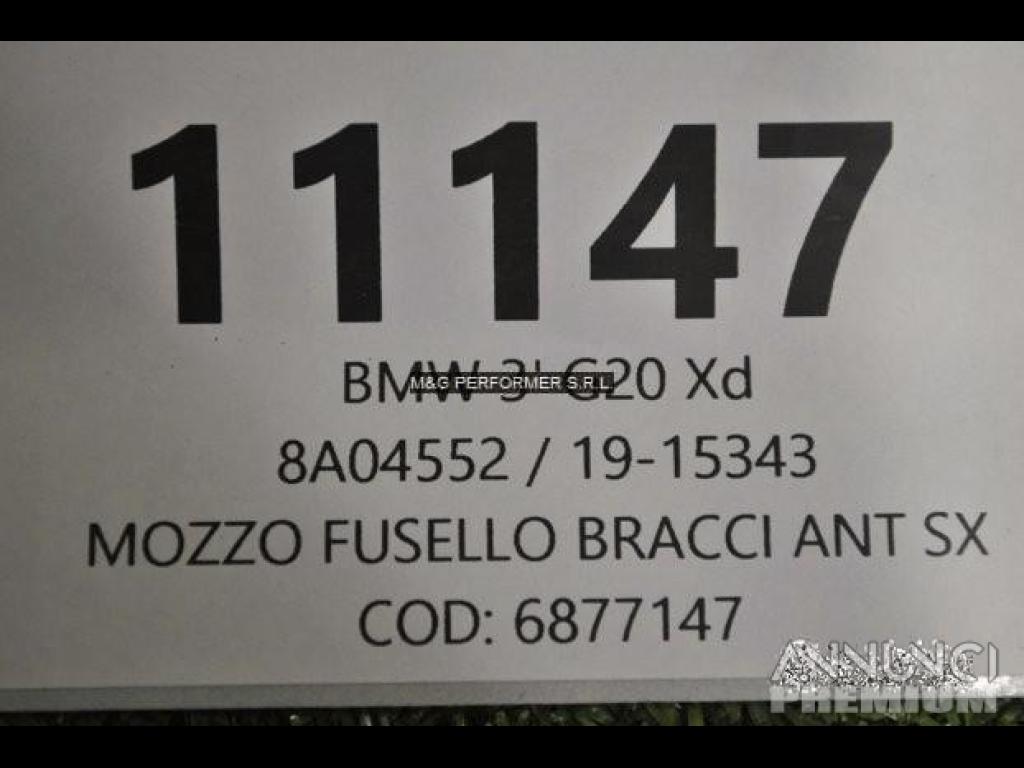 11147
BMW 3' G20 Xd
M&G PERFORMER S.R.L.
8A04552 / 19-15343
MOZZO FUSELLO BRACCI ANT SX
COD: 6877147
ANNUNCI
PREMIUM